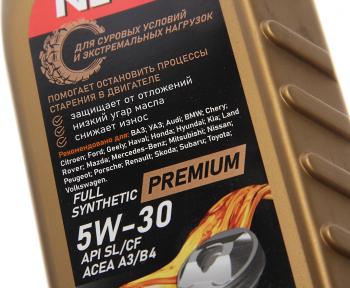 ДЛЯ СУРОВЫХ УСЛОВИЙ
И ЭКСТРЕМАЛЬНЫХ НАГРУЗОК
ПОМОГАЕТ ОСТАНОВИТЬ ПРОЦЕССЫ
СТАРЕНИЯ В ДВИГАТЕЛЕ
защищает от отложений
низкий угар масла
снижает износ
Рекомендовано для: ВАЗ; УАЗ; Audi; BMW; Chery;
Citroen; Ford; Geely; Haval; Honda; Hyundai; Kia; Land
Rover; Mazda; Mercedes-Benz; Mitsubishi; Nissan;
Peugeot; Porsche; Renault; Skoda; Subaru; Toyota;
Volkswagen.
FULL
SYNTHETIC PREMIUM
5W-30
API SL/CF
ACEA A3/B4